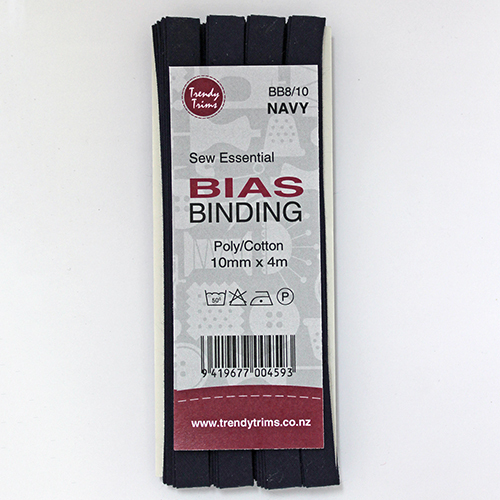 Trendy
Trims
BB8/10
NAVY
Sew Essential
BIAS
BINDING
Poly/Cotton
10mm x 4m
50°
P
9 419677 004593
www.trendytrims.co.nz